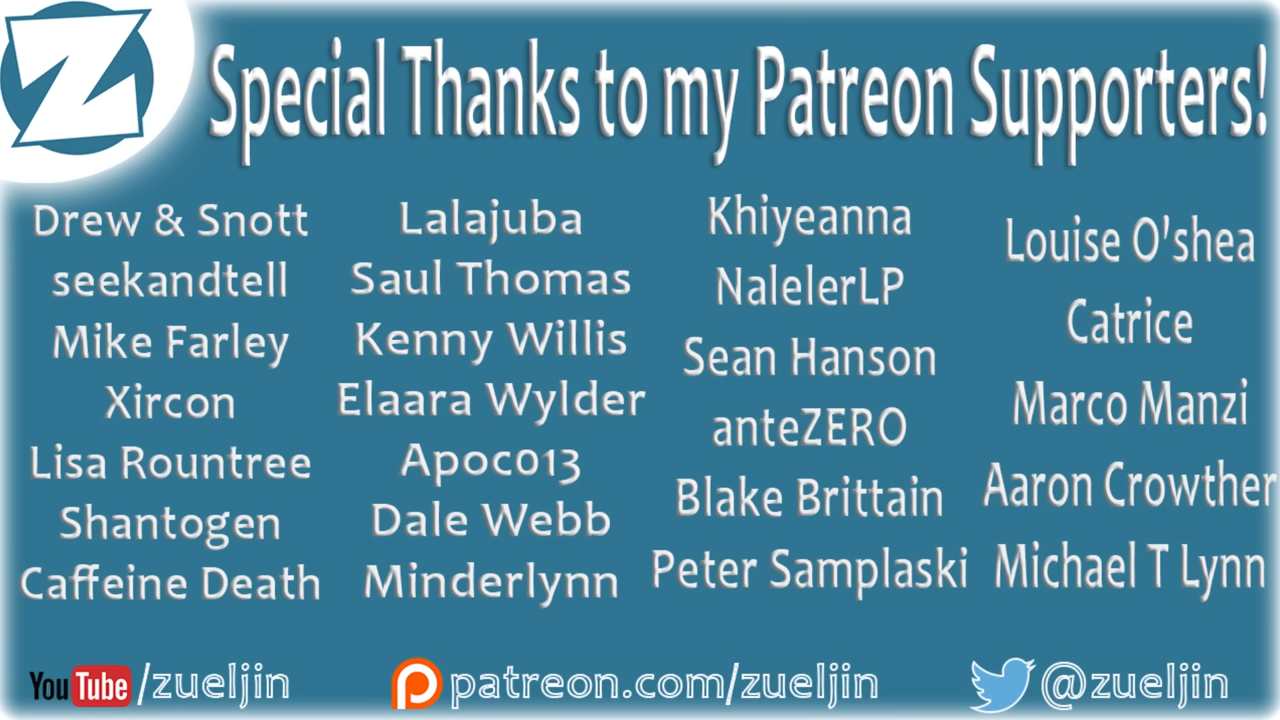 Z
Special Thanks to my Patreon Supporters!
Drew & Snott
seekandtell
Mike Farley
Xircon
Lisa Rountree
Shantogen
Caffeine Death
Lalajuba
Saul Thomas
Kenny Willis
Elaara Wylder
Apoc013
Dale Webb
Minderlynn
Khiyeanna
NalelerLP
Sean Hanson
anteZERO
Blake Brittain
Peter Samplaski
Louise O'shea
Catrice
Marco Manzi
Aaron Crowther
Michael T Lynn
YouTube/zueljin
patreon.com/zueljin
@zueljin